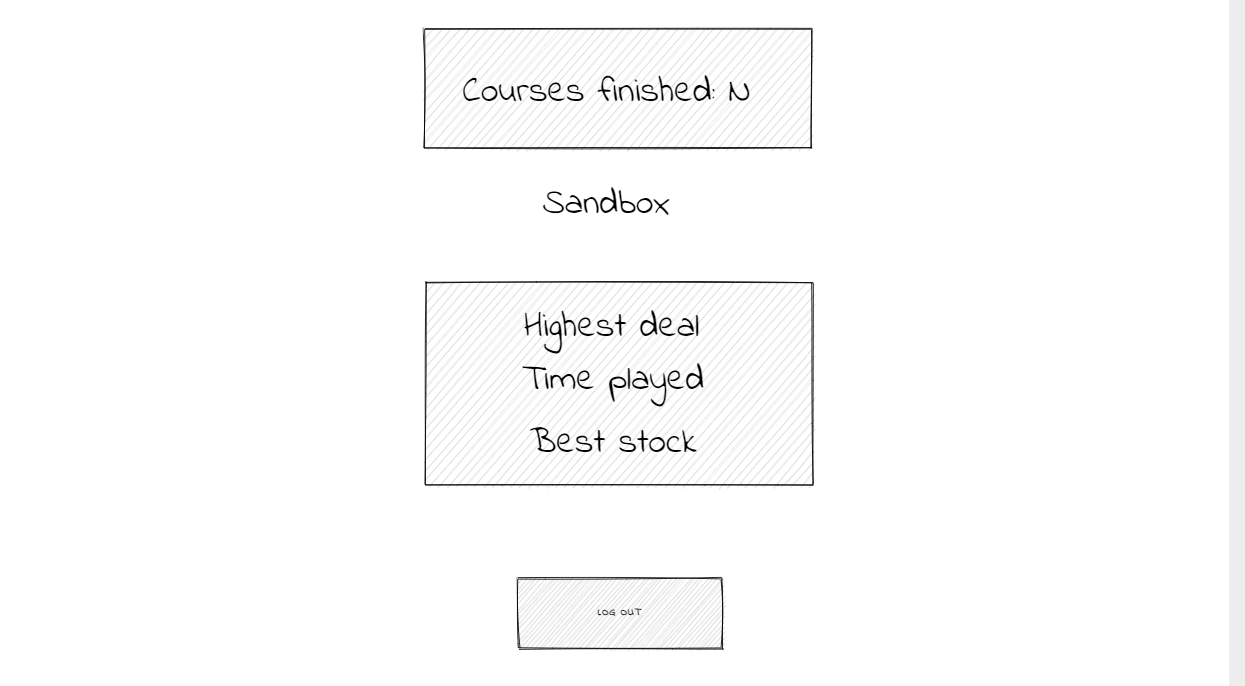 Courses finished: N
Sandbox
Highest deal
Time played
Best stock
LOG OUT